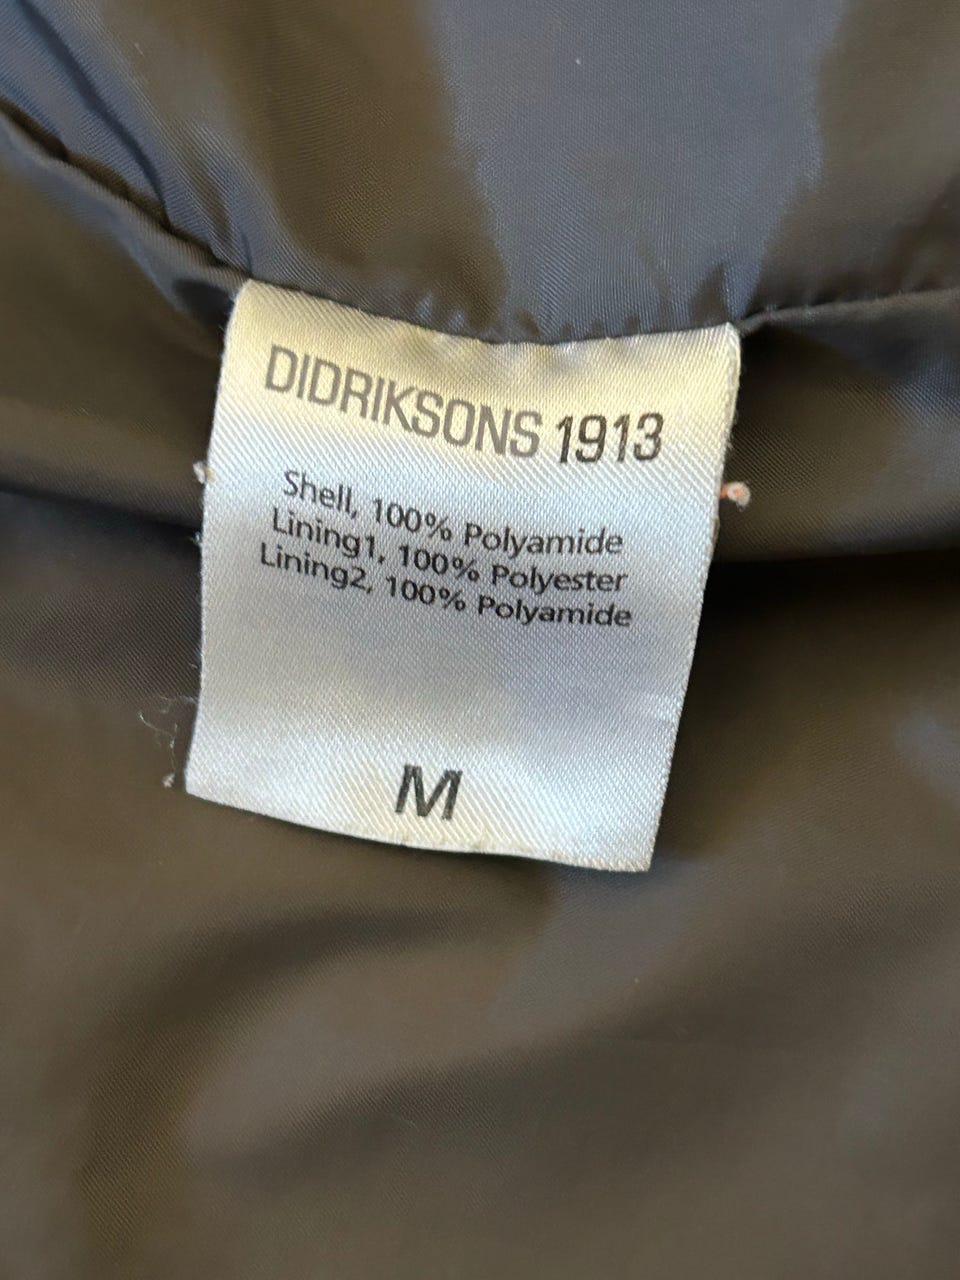 DIDRIKSONS 1913
Shell, 100% Polyamide
Lining1, 100% Polyester
Lining2, 100% Polyamide
M